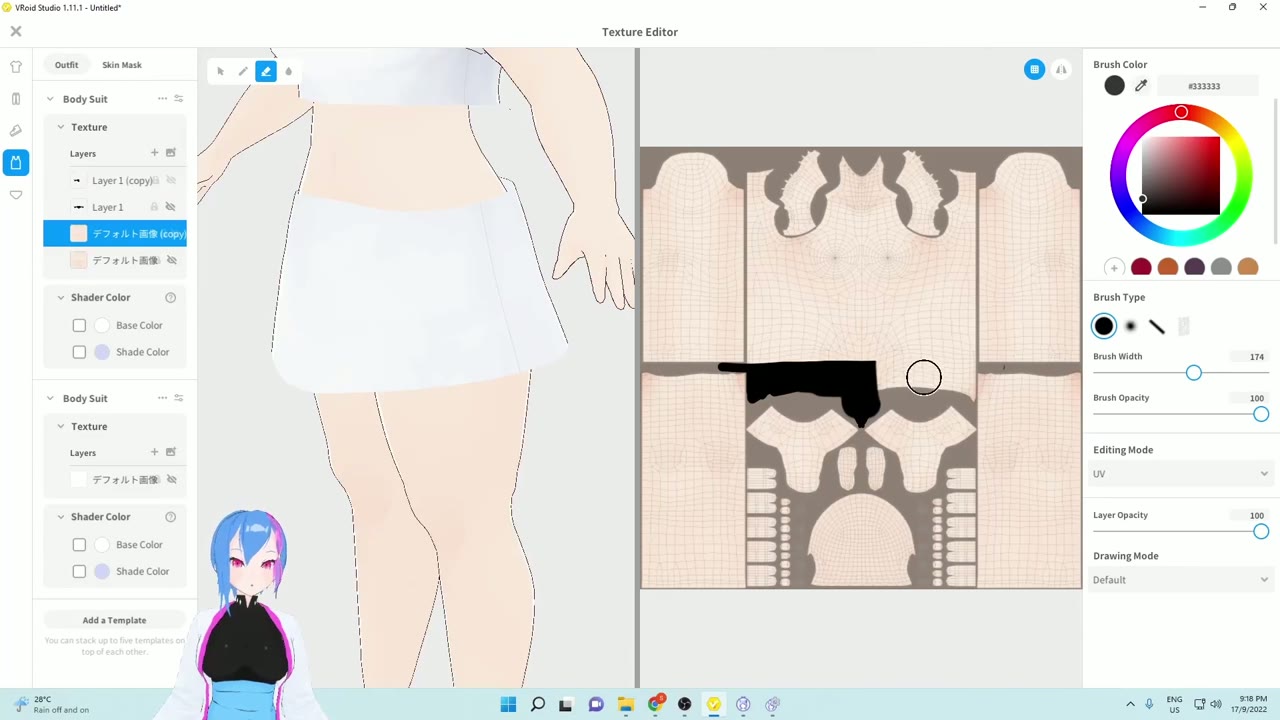 VRoid Studio 1.11.1 - Untitled*
Texture Editor
Outfit
Skin Mask
Body Suit
Texture
Layers
Layer 1 (copy)
Layer 1
デフォルト画像 (copy)
デフォルト画像
Shader Color
Base Color
Shade Color
Body Suit
Texture
Layers
デフォルト画像
Shader Color
Base Color
Shade Color
Add a Template
You can stack up to five templates on
top of each other.
Brush Color
#333333
Brush Type
Brush Width
174
Brush Opacity
100
Editing Mode
UV
Layer Opacity
100
Drawing Mode
Default
28°C
Rain off and on
ENG
US
9:18 PM
17/9/2022